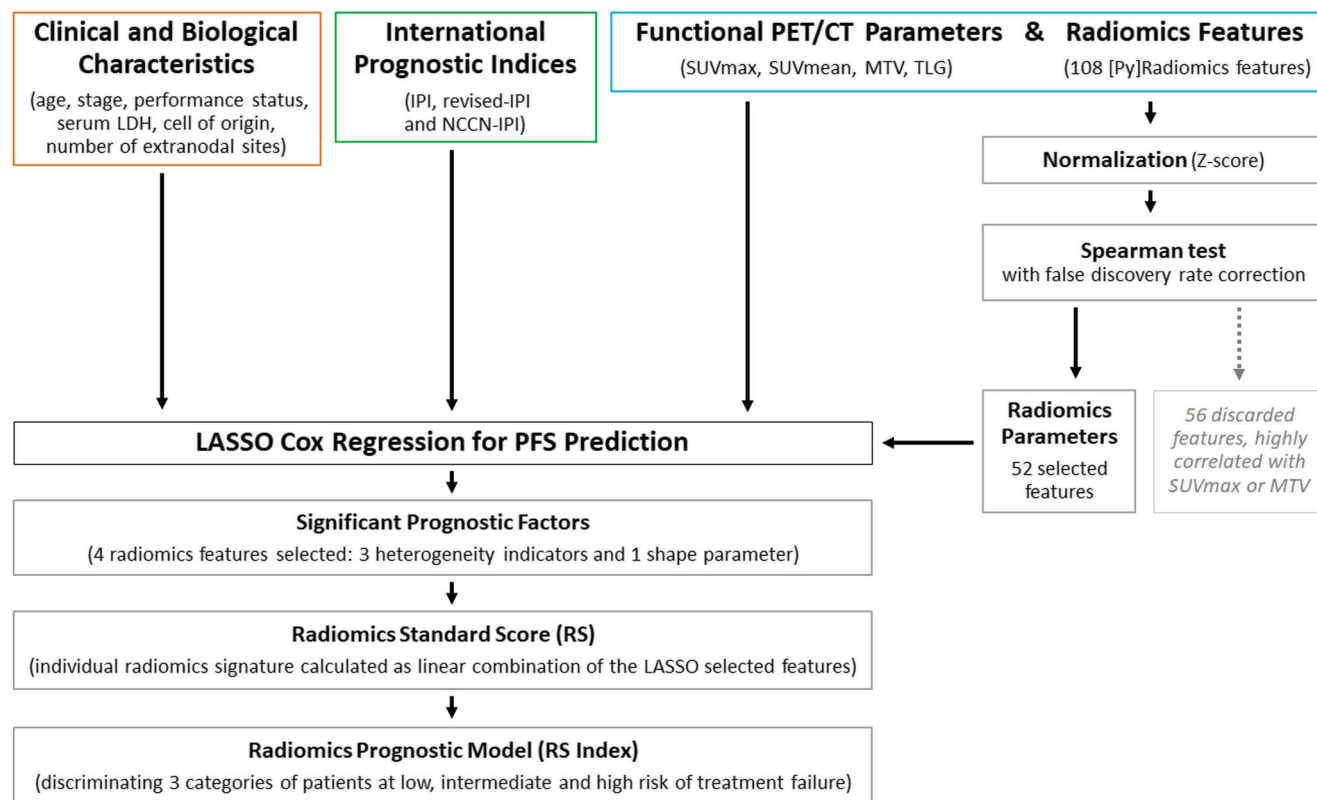 Clinical and Biological
Characteristics
(age, stage, performance status,
serum LDH, cell of origin,
number of extranodal sites)
International
Prognostic Indices
(IPI, revised-IPI
and NCCN-IPI)
Functional PET/CT Parameters & Radiomics Features
(SUVmax, SUVmean, MTV, TLG) (108 [Py]Radiomics features)
Normalization (Z-score)
Spearman test
with false discovery rate correction
Radiomics
Parameters
52 selected
features
56 discarded
features, highly
correlated with
SUVmax or MTV
LASSO Cox Regression for PFS Prediction
Significant Prognostic Factors
(4 radiomics features selected: 3 heterogeneity indicators and 1 shape parameter)
Radiomics Standard Score (RS)
(individual radiomics signature calculated as linear combination of the LASSO selected features)
Radiomics Prognostic Model (RS Index)
(discriminating 3 categories of patients at low, intermediate and high risk of treatment failure)